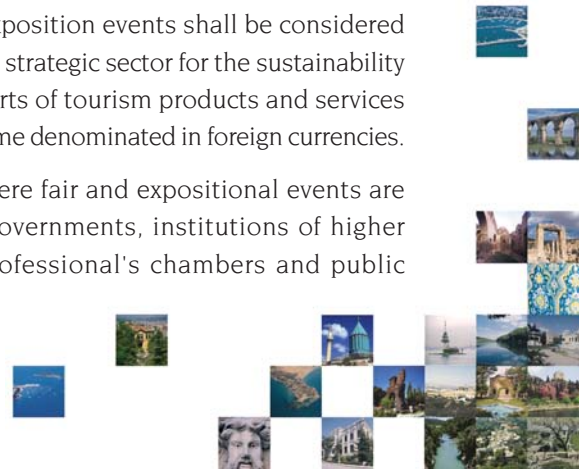 position events shall be considered
strategic sector for the sustainability
rts of tourism products and services
me denominated in foreign currencies.
ere fair and expositional events are
overnments, institutions of higher
ofessional's chambers and public